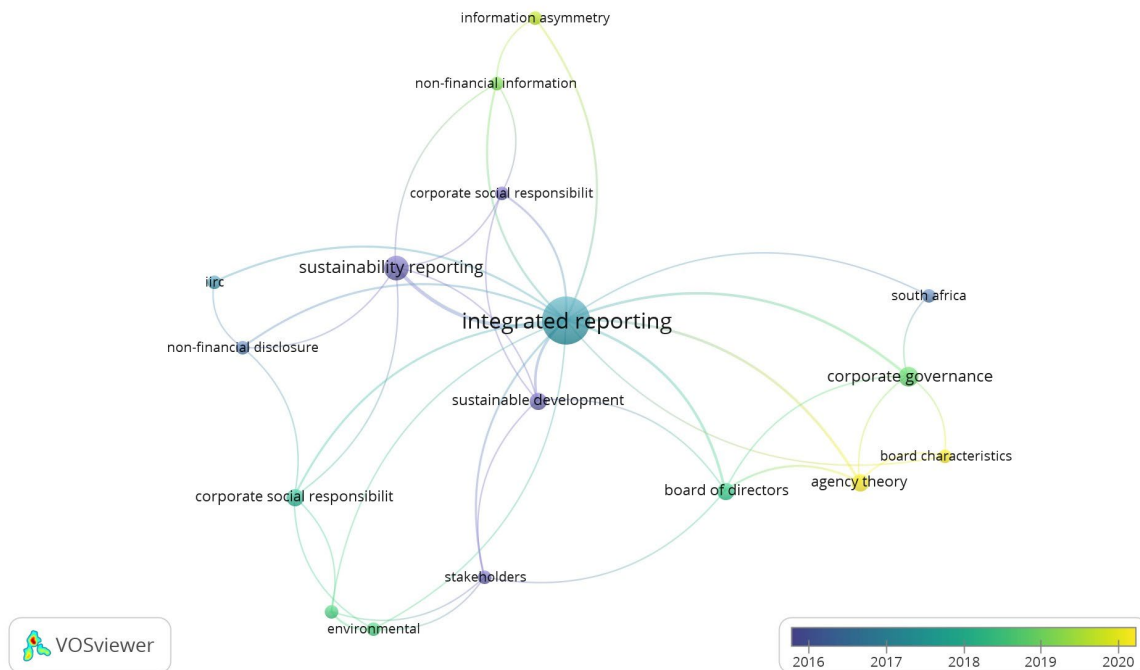 information asymmetry
non-financial information
corporate social responsibilit
sustainability reporting
iirc
south africa
integrated reporting
non-financial disclosure
corporate governance
sustainable development
board characteristics
agency theory
board of directors
corporate social responsibilit
stakeholders
environmental
VOSviewer
2016 2017 2018 2019 2020